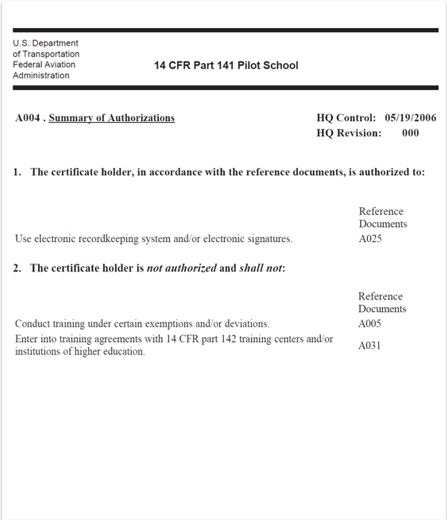 U.S. Department
of Transportation
Federal Aviation
Administration
14 CFR Part 141 Pilot School
A004 . Summary of Authorizations
HQ Control: 05/19/2006
HQ Revision: 000
1. The certificate holder, in accordance with the reference documents, is authorized to:
Reference
Documents
Use electronic recordkeeping system and/or electronic signatures. A025
2. The certificate holder is not authorized and shall not:
Reference
Documents
Conduct training under certain exemptions and/or deviations. A005
Enter into training agreements with 14 CFR part 142 training centers and/or
institutions of higher education. A031